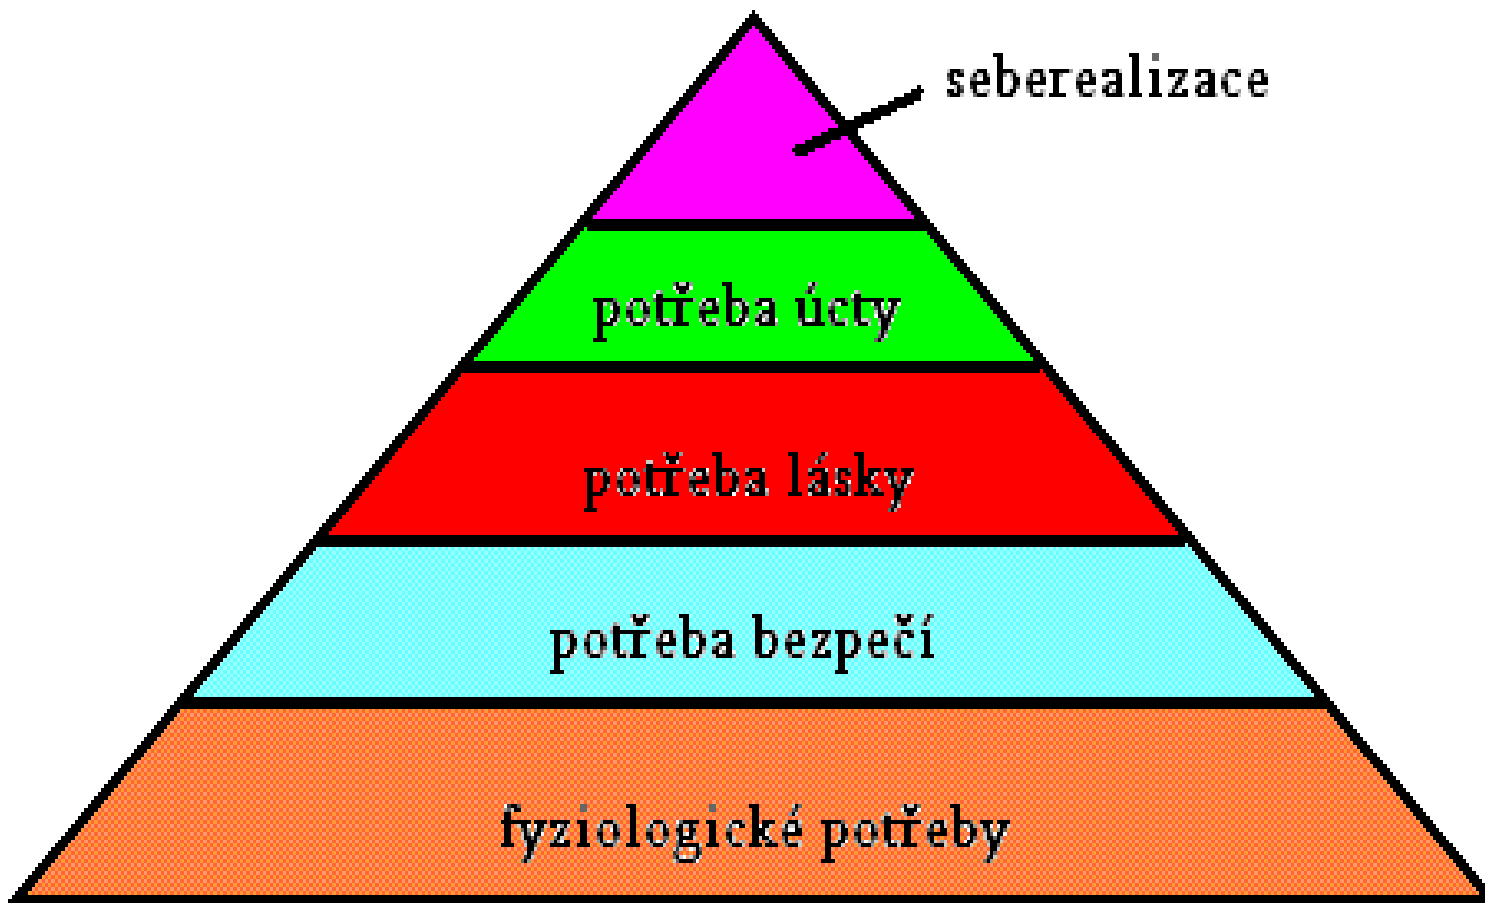 seberealizace
potřeba úcty
potřeba lásky
potřeba bezpečí
fyziologické potřeby